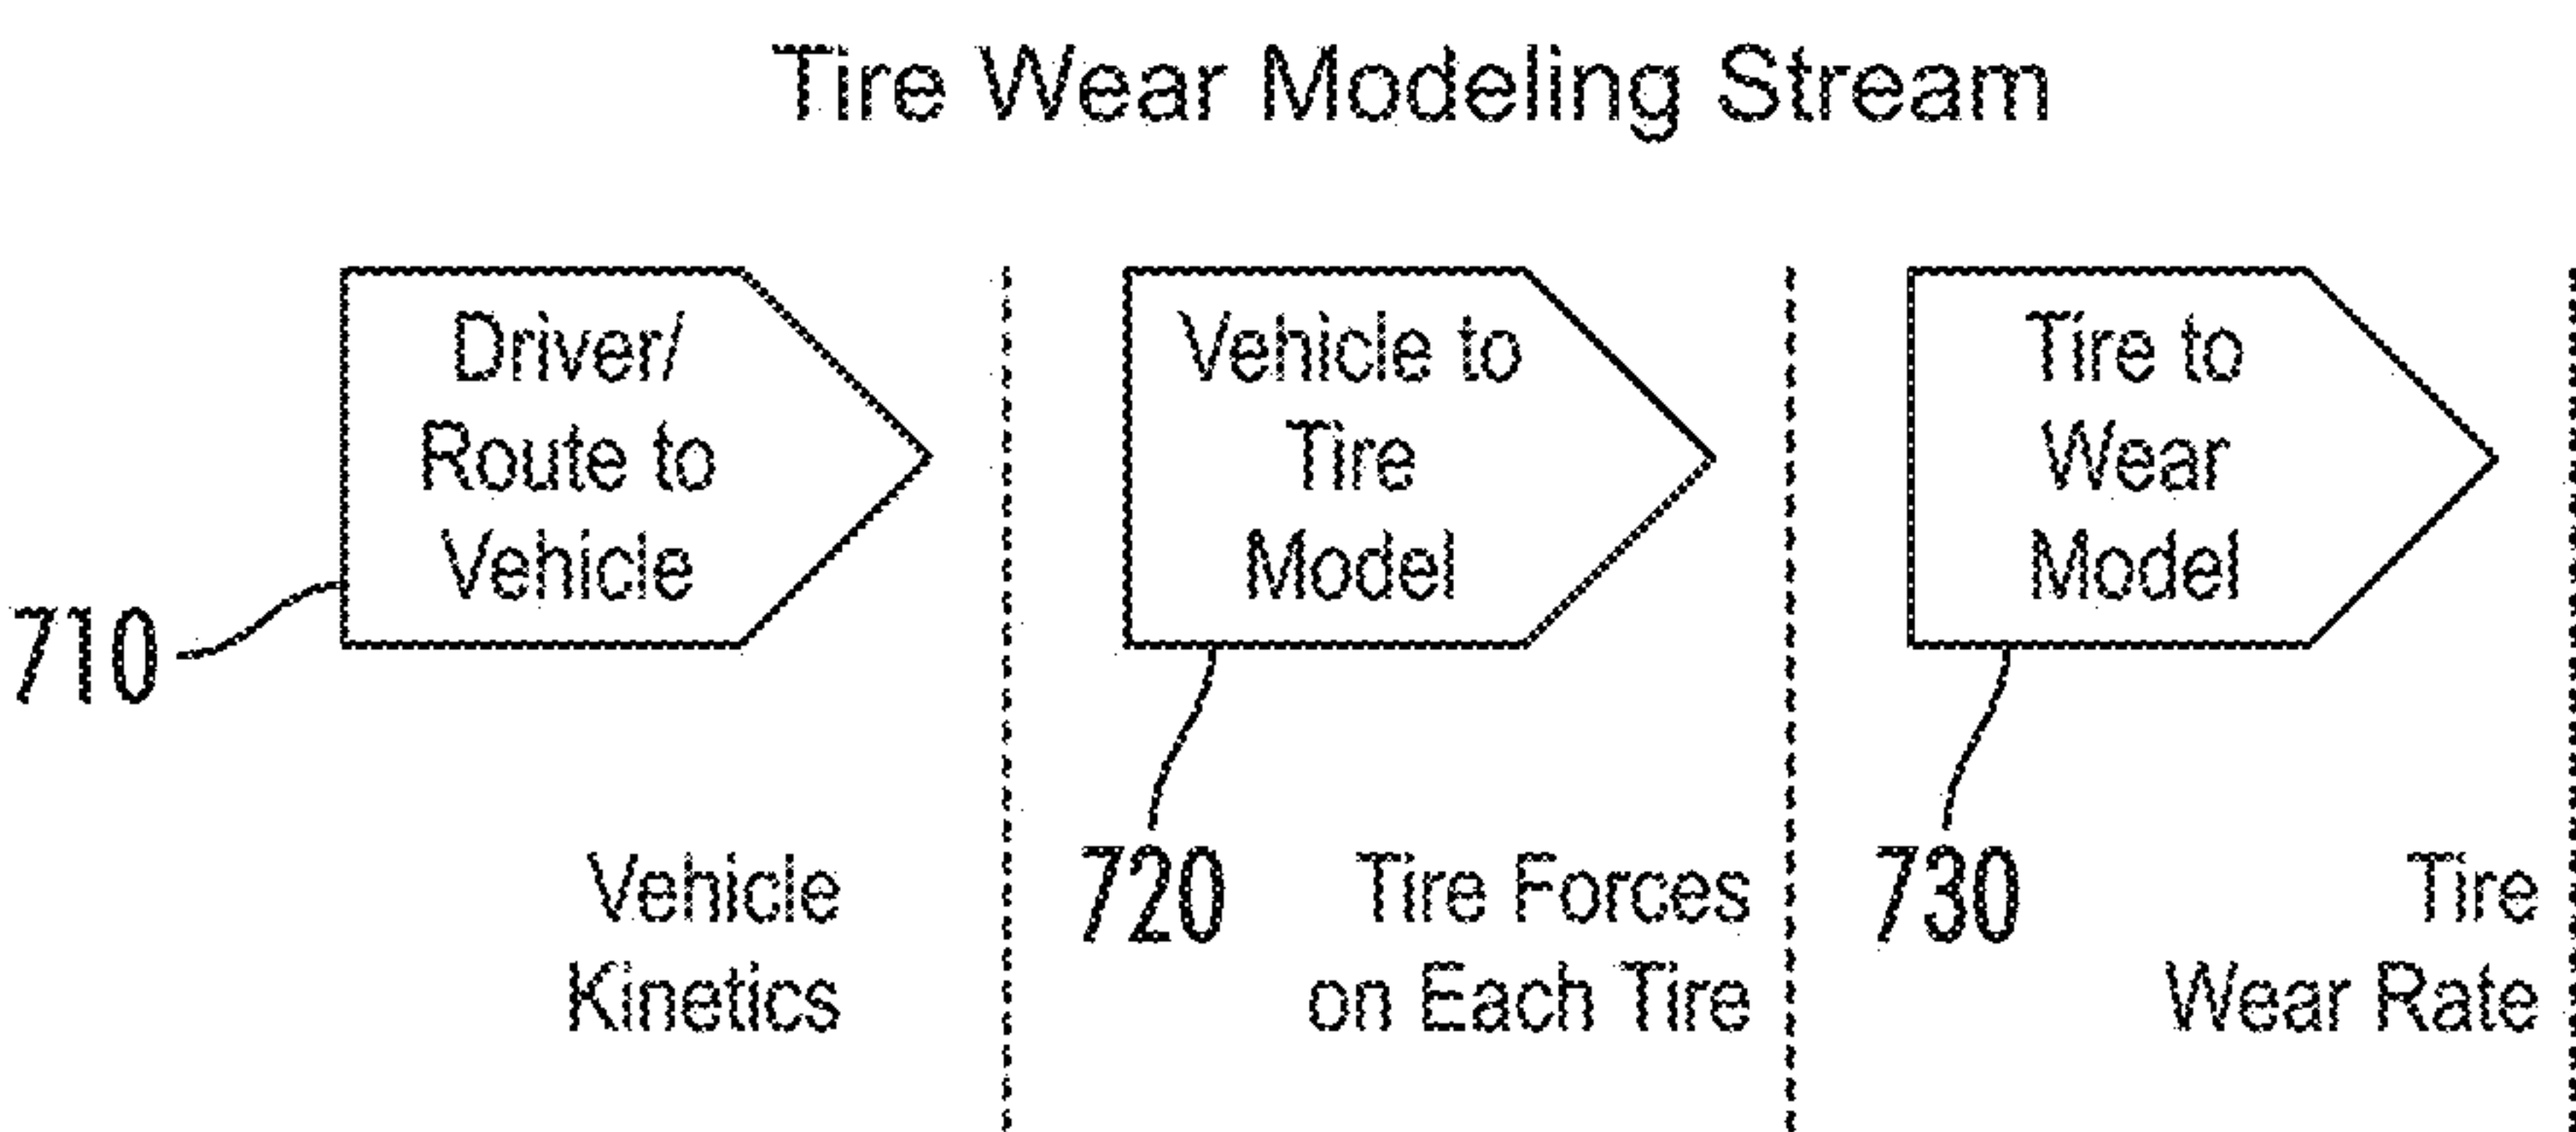 Tire Wear Modeling Stream
Driver/
Route to
Vehicle
710
Vehicle
Kinetics
Vehicle to
Tire
Model
720
Tire Forces
on Each Tire
Tire to
Wear
Model
730
Tire
Wear Rate